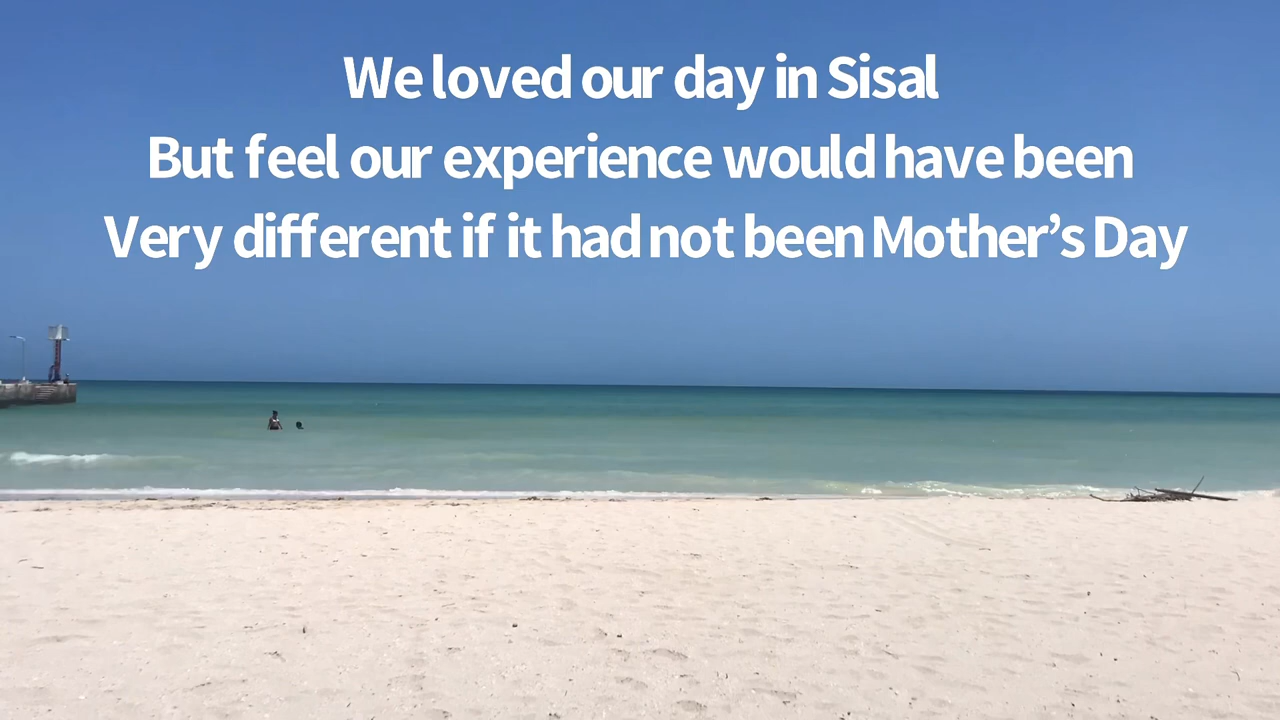 We loved our day in Sisal
But feel our experience would have been
Very different if it had not been Mother’s Day